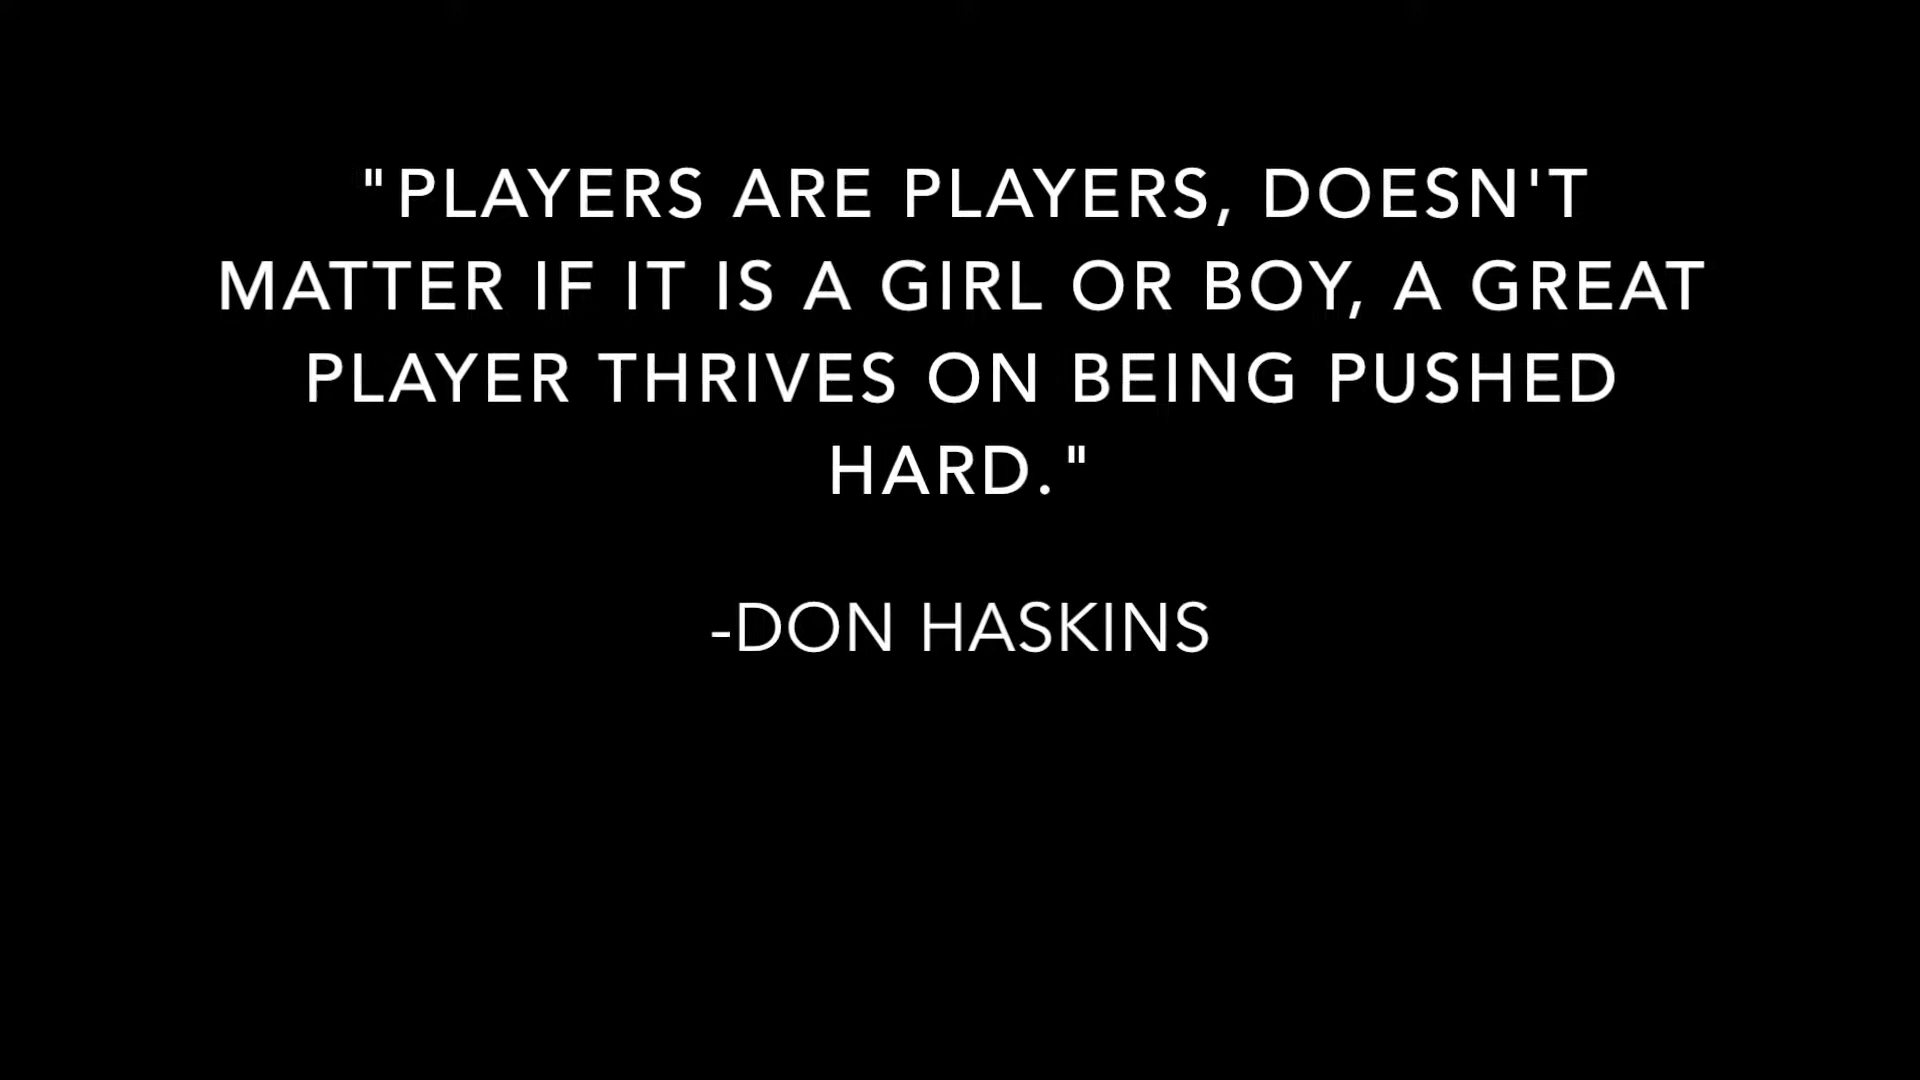 "PLAYERS ARE PLAYERS, DOESN'T
MATTER IF IT IS A GIRL OR BOY, A GREAT
PLAYER THRIVES ON BEING PUSHED
HARD."
-DON HASKINS